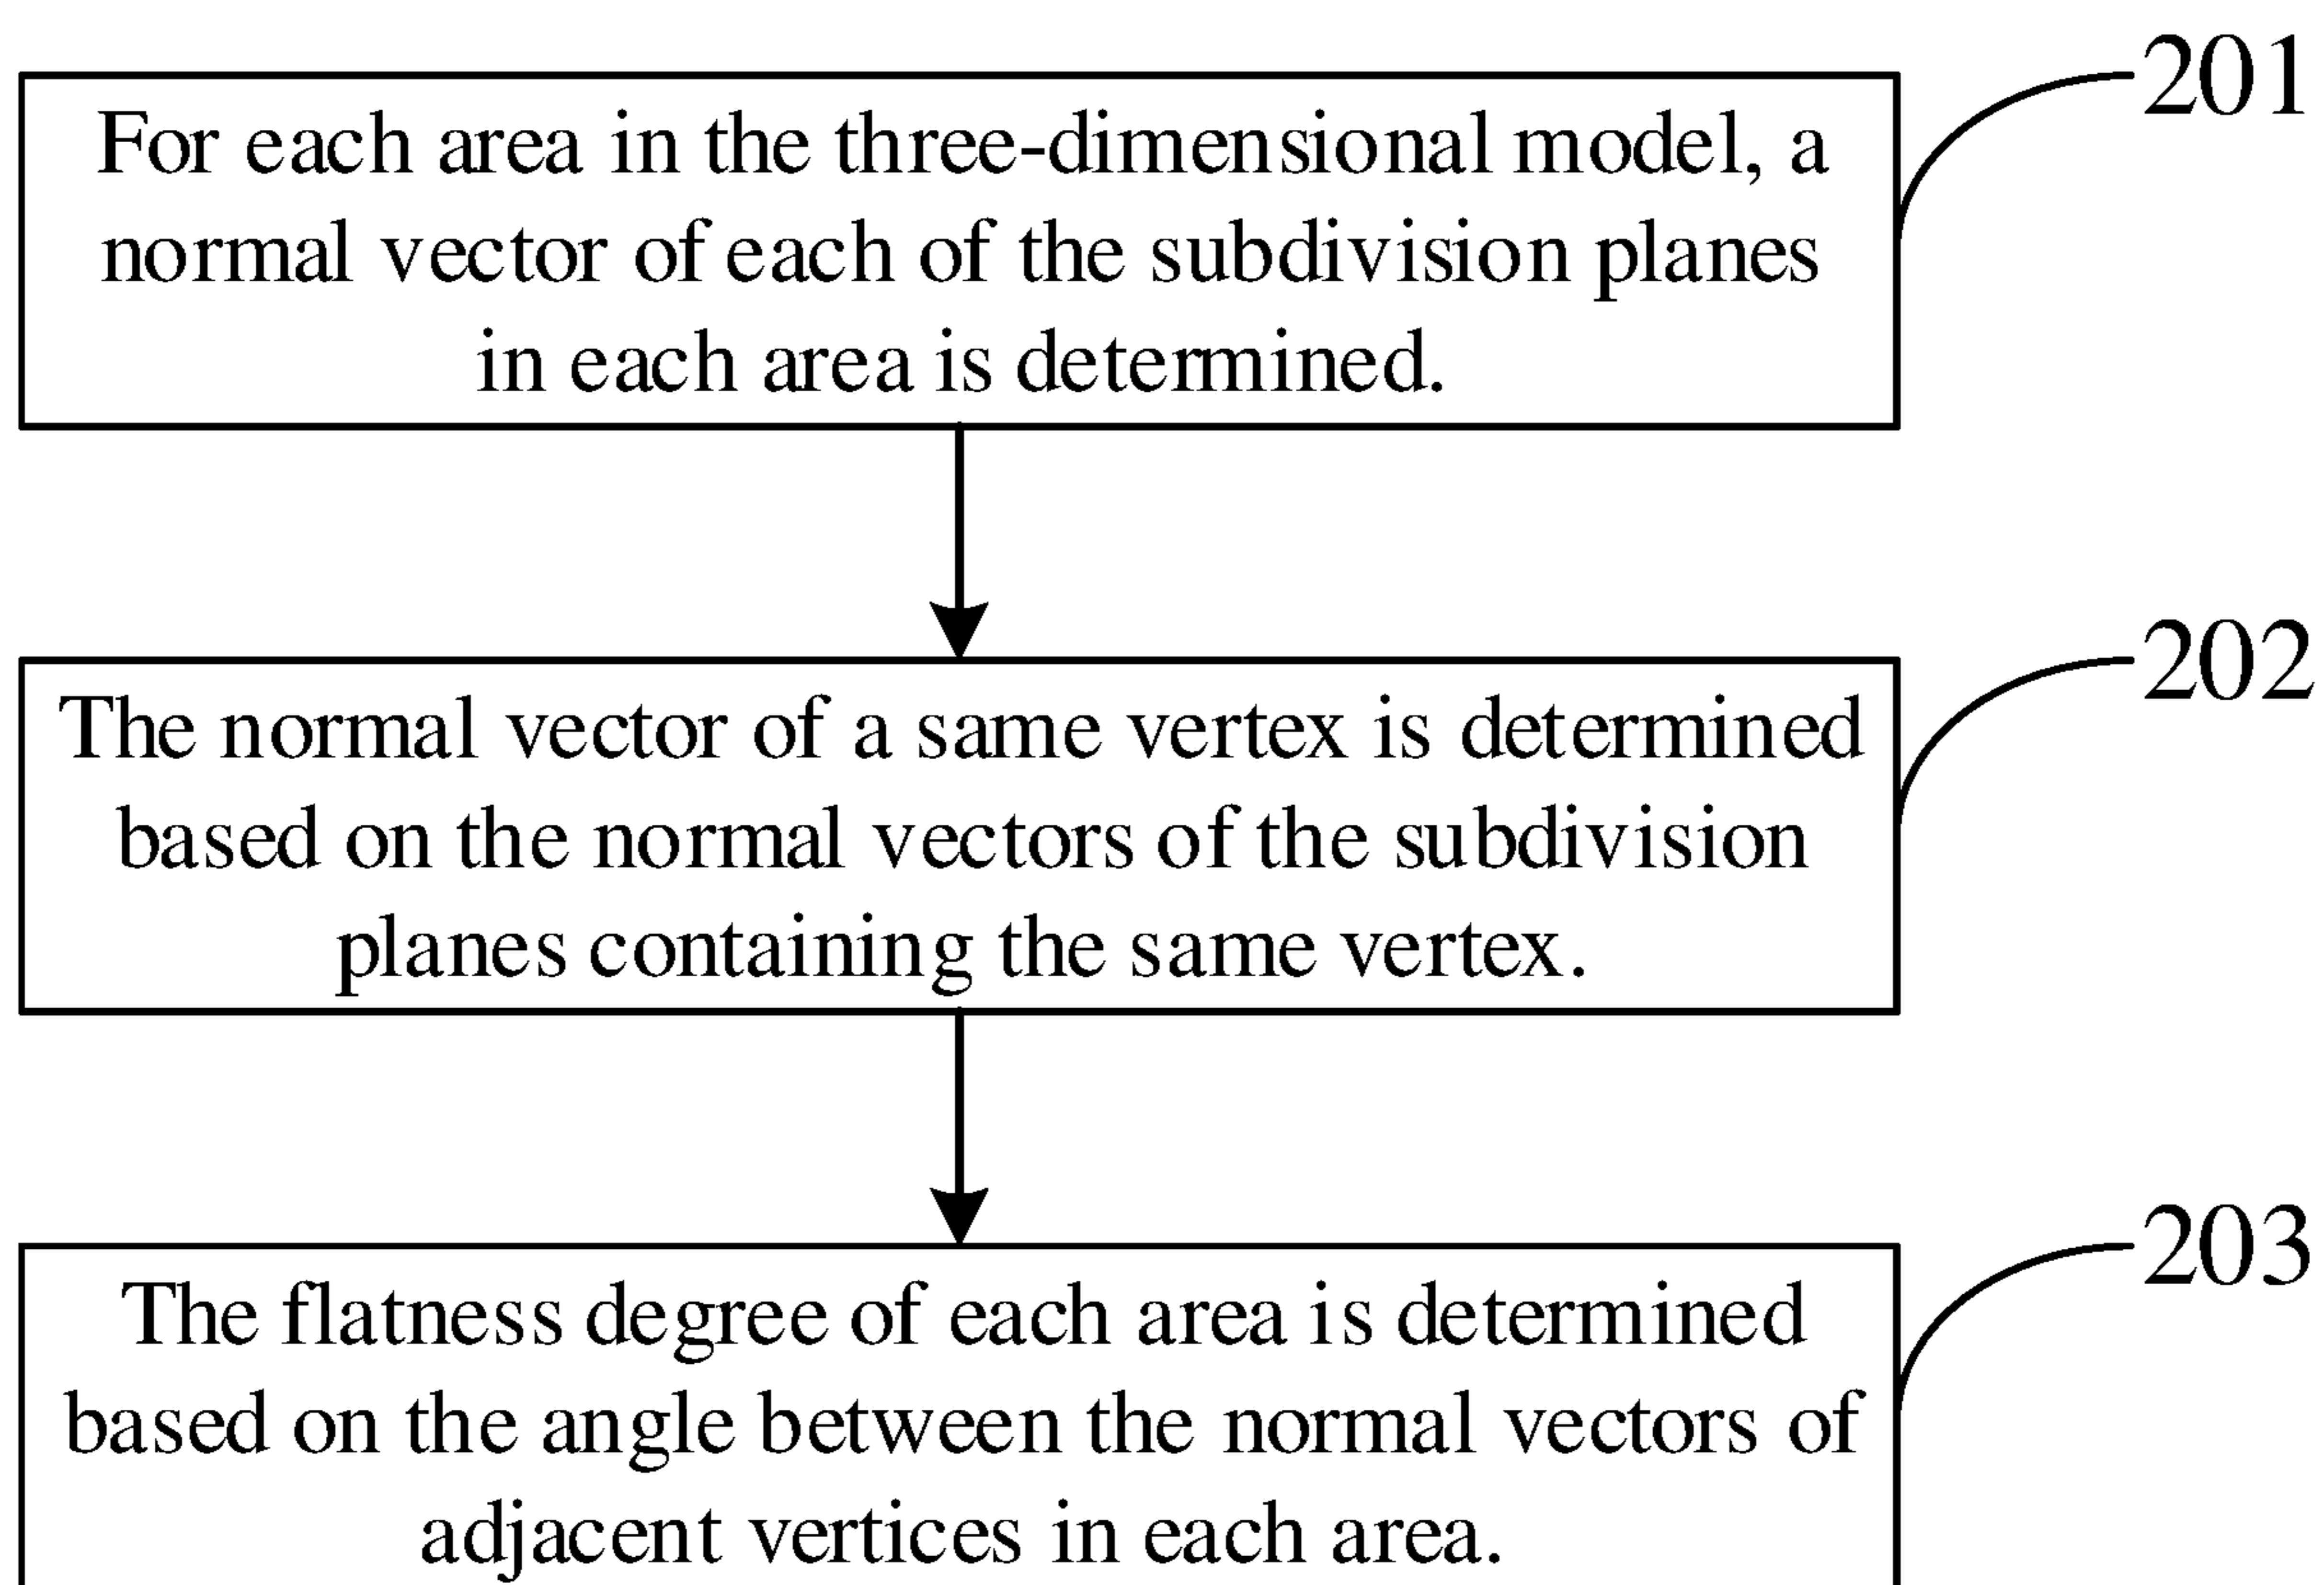 201
For each area in the three-dimensional model, a
normal vector of each of the subdivision planes
in each area is determined.
202
The normal vector of a same vertex is determined
based on the normal vectors of the subdivision
planes containing the same vertex.
203
The flatness degree of each area is determined
based on the angle between the normal vectors of
adjacent vertices in each area.